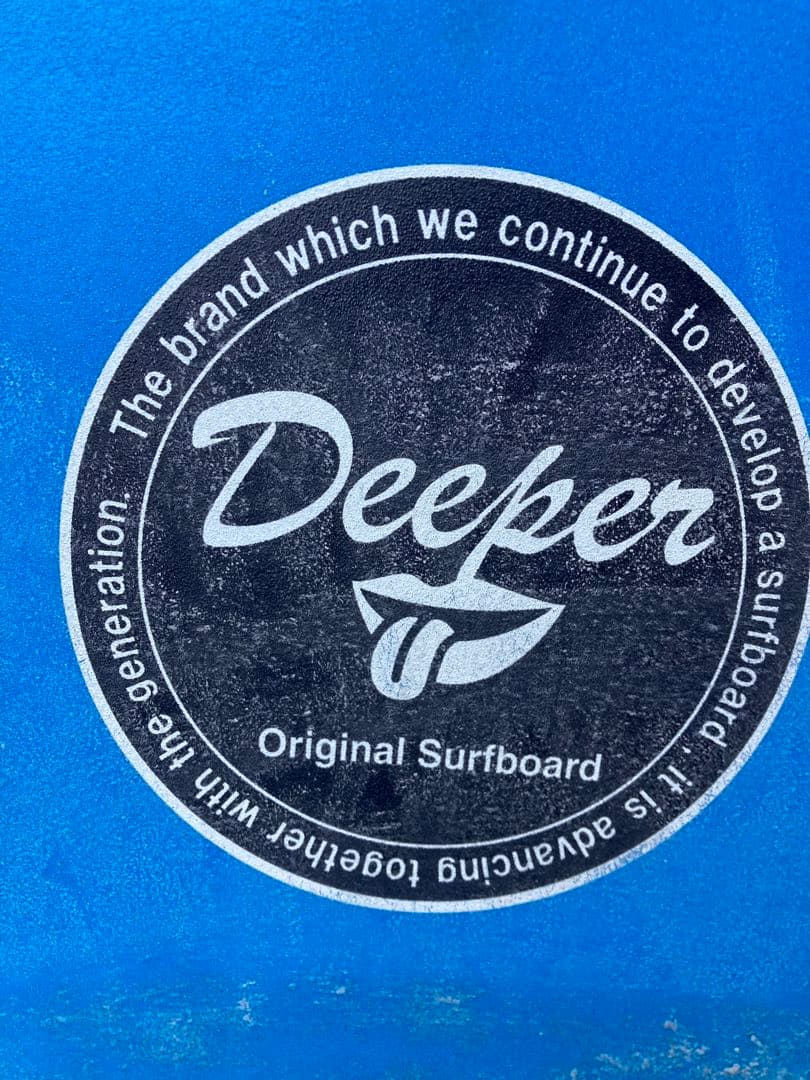 The brand which we continue to develop a surfboard , it is advancing together with the generation.
Deeper
Original Surfboard